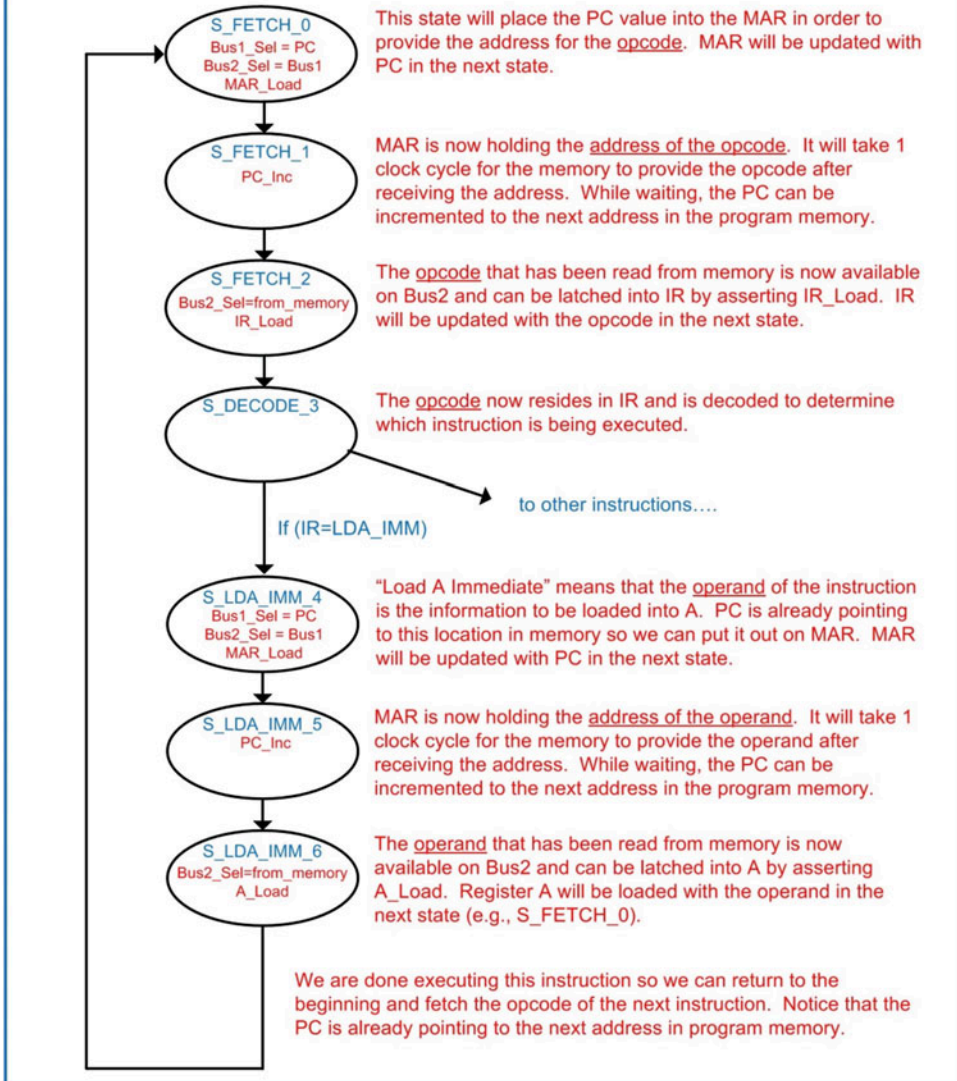 S_FETCH_0
Bus1_Sel = PC
Bus2_Sel = Bus1
MAR_Load
This state will place the PC value into the MAR in order to
provide the address for the opcode. MAR will be updated with
PC in the next state.
S_FETCH_1
PC_Inc
MAR is now holding the address of the opcode. It will take 1
clock cycle for the memory to provide the opcode after
receiving the address. While waiting, the PC can be
incremented to the next address in the program memory.
S_FETCH_2
Bus2_Sel=from_memory
IR_Load
The opcode that has been read from memory is now available
on Bus2 and can be latched into IR by asserting IR_Load. IR
will be updated with the opcode in the next state.
S_DECODE_3
The opcode now resides in IR and is decoded to determine
which instruction is being executed.
to other instructions....
If (IR=LDA_IMM)
S_LDA_IMM_4
Bus1_Sel = PC
Bus2_Sel = Bus1
MAR_Load
“Load A Immediate” means that the operand of the instruction
is the information to be loaded into A. PC is already pointing
to this location in memory so we can put it out on MAR. MAR
will be updated with PC in the next state.
S_LDA_IMM_5
PC_Inc
MAR is now holding the address of the operand. It will take 1
clock cycle for the memory to provide the operand after
receiving the address. While waiting, the PC can be
incremented to the next address in the program memory.
S_LDA_IMM_6
Bus2_Sel=from_memory
A_Load
The operand that has been read from memory is now
available on Bus2 and can be latched into A by asserting
A_Load. Register A will be loaded with the operand in the
next state (e.g., S_FETCH_0).
We are done executing this instruction so we can return to the
beginning and fetch the opcode of the next instruction. Notice that the
PC is already pointing to the next address in program memory.